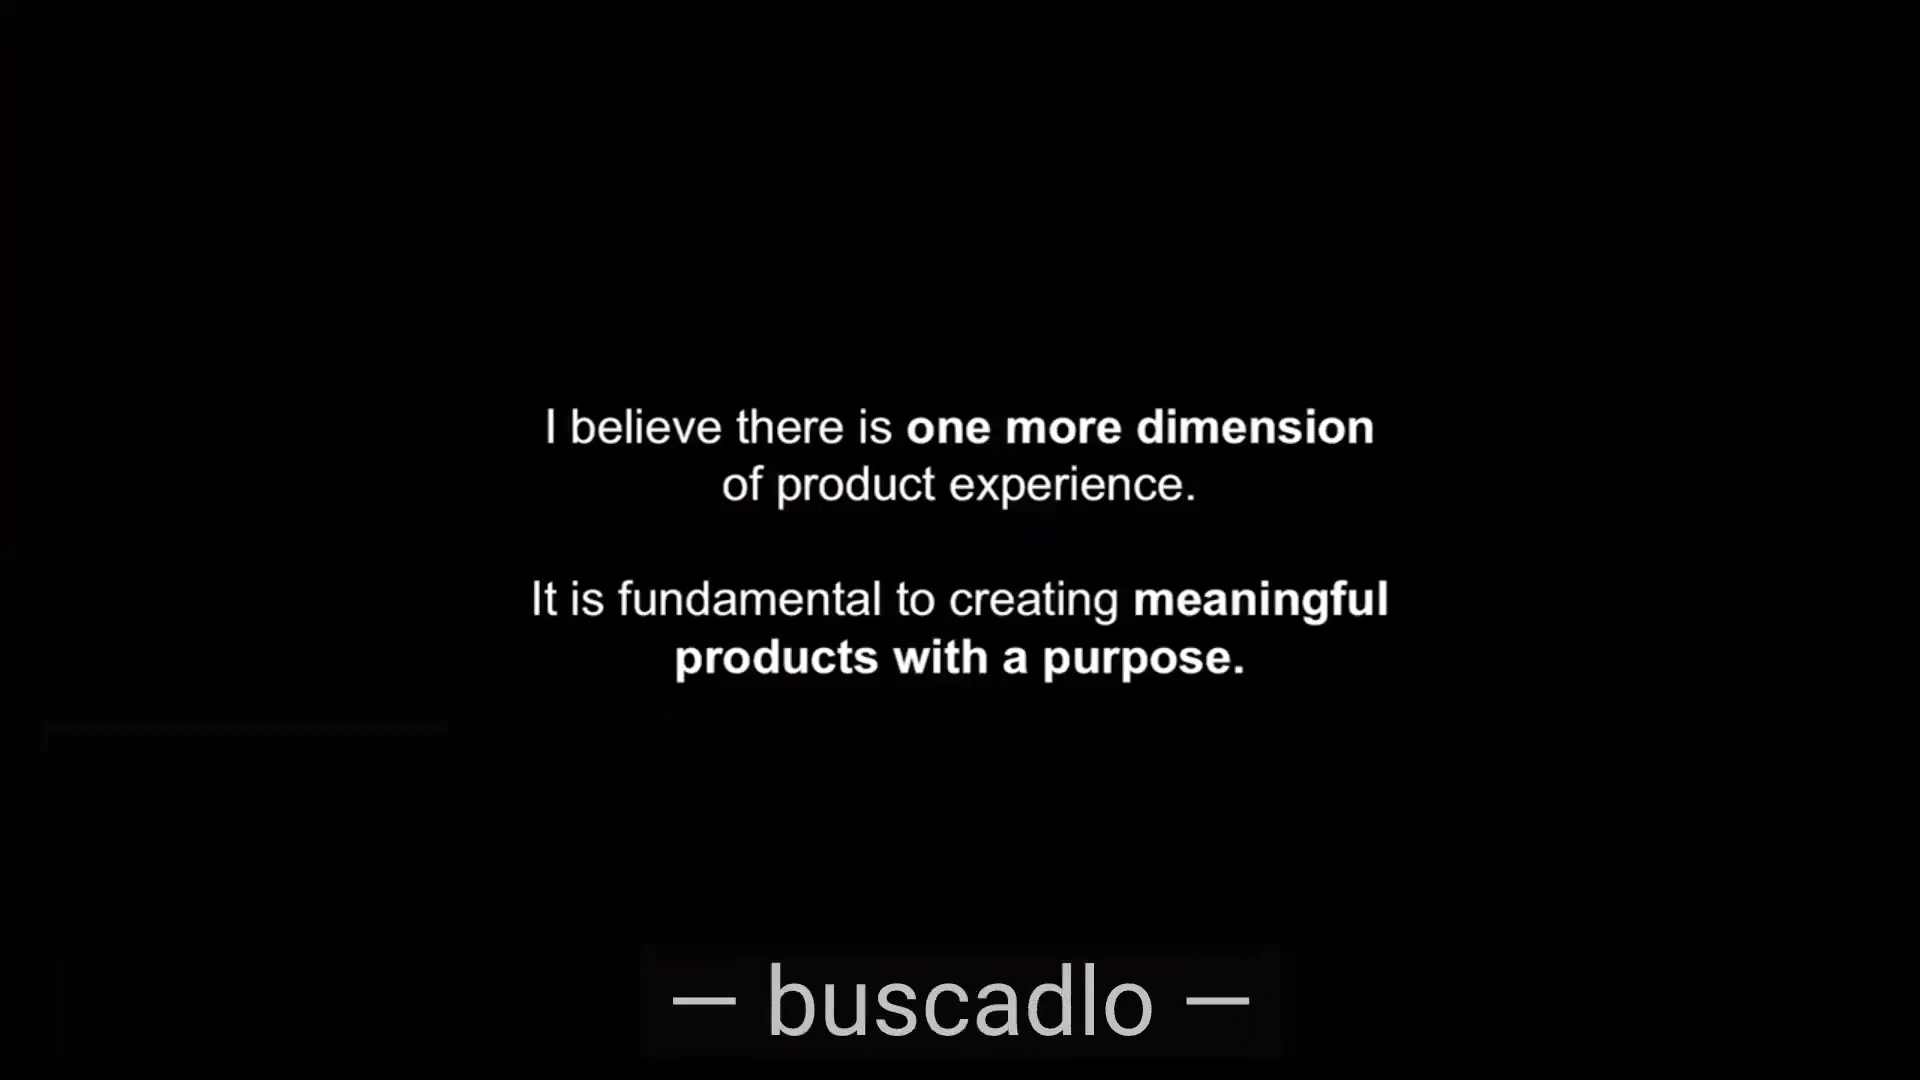 I believe there is one more dimension
of product experience.
It is fundamental to creating meaningful
products with a purpose.
— buscadlo —